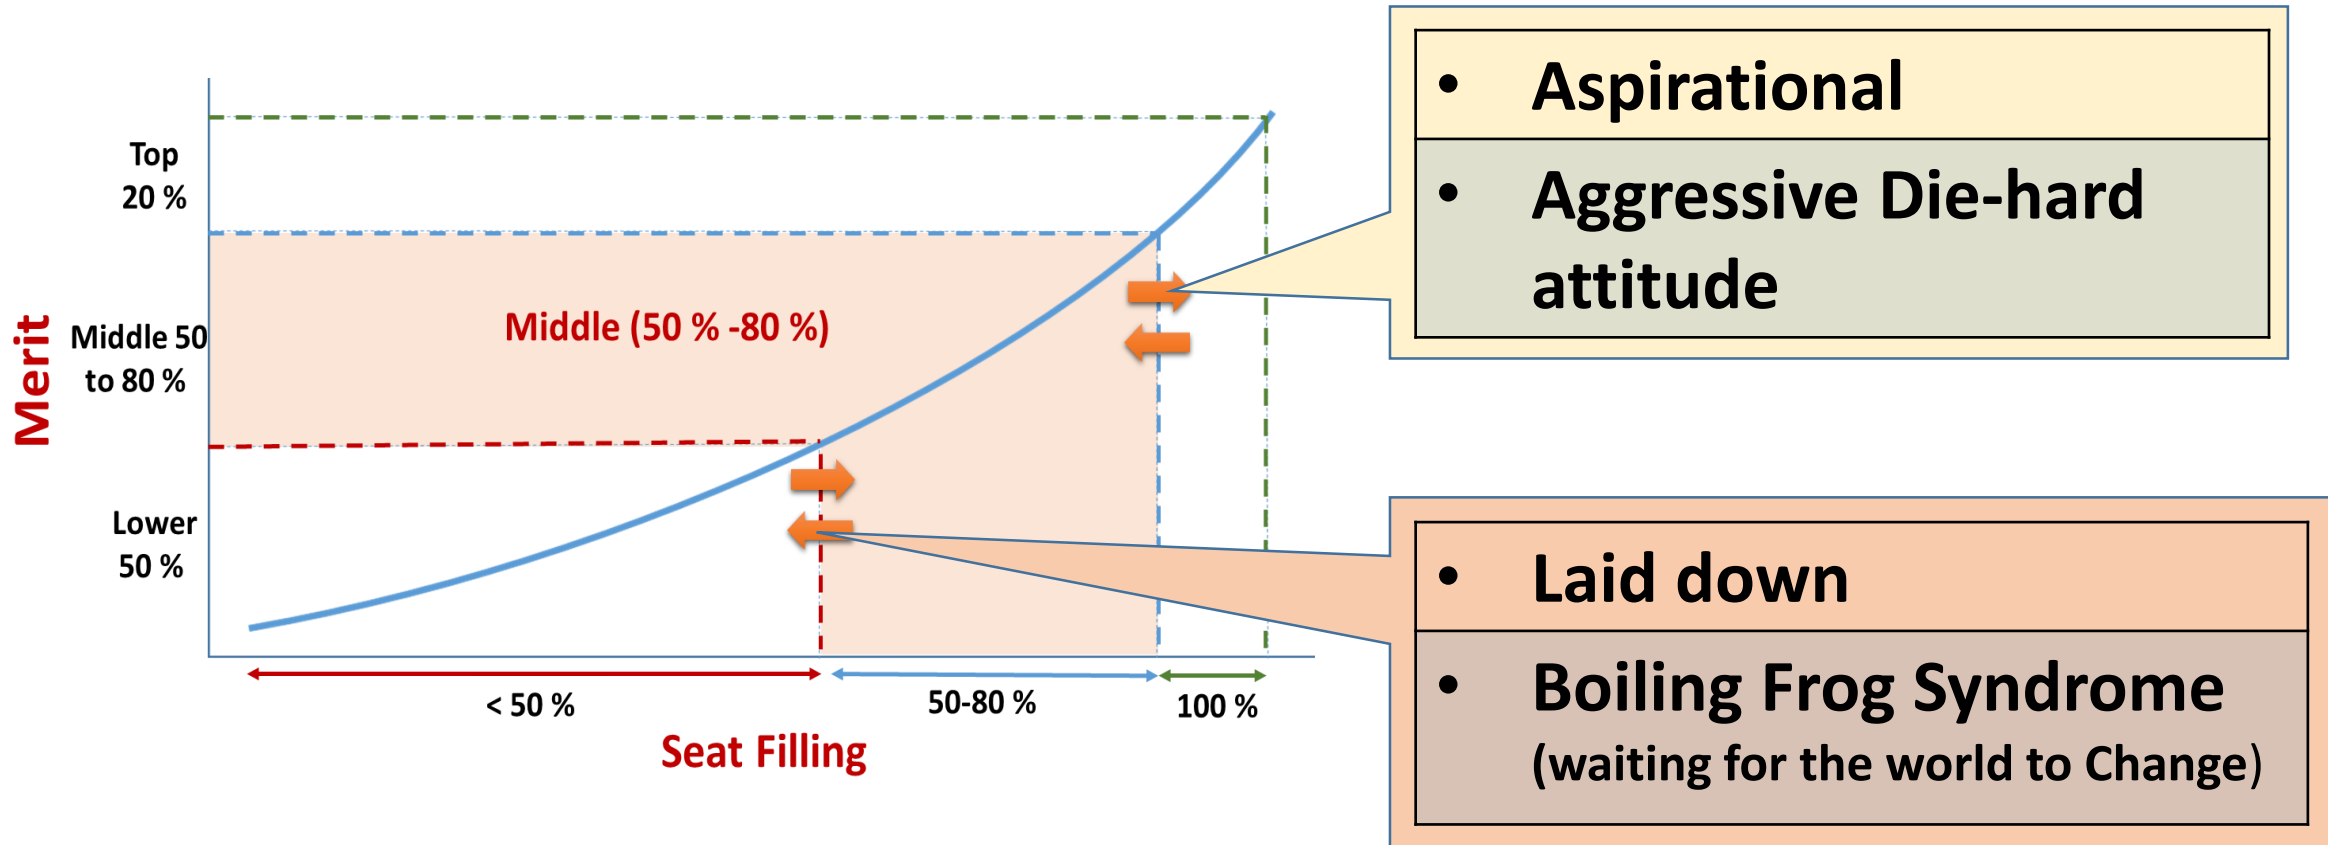 Top
20 %
Merit
Middle 50
to 80 %
Middle (50 % -80 %)
Lower
50 %
< 50 %
50-80 %
100 %
Seat Filling
• Aspirational
• Aggressive Die-hard
attitude
• Laid down
• Boiling Frog Syndrome
(waiting for the world to Change)